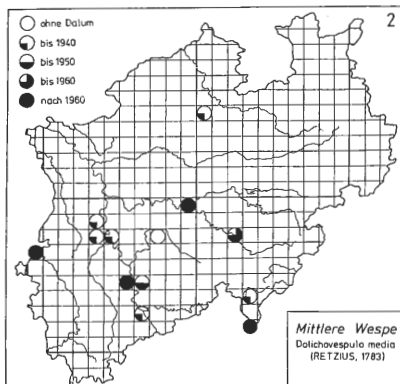 2
ohne Datum
bis 1940
bis 1950
bis 1960
nach 1960
Mittlere Wespe
Dolichovespula media
(RETZIUS, 1783)